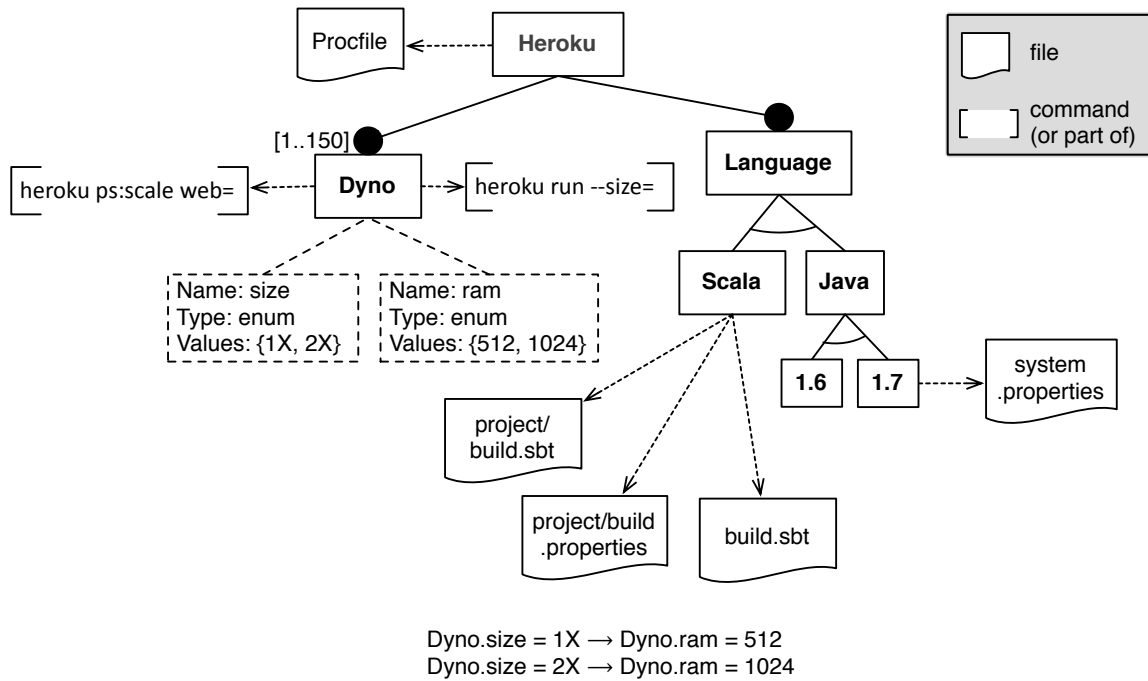 Procfile
Heroku
file
command
(or part of)
[1..150]
Language
heroku ps:scale web=
Dyno
heroku run --size=
Name: size
Type: enum
Values: {1X, 2X}
Name: ram
Type: enum
Values: {512, 1024}
Scala
Java
1.6
1.7
system
.properties
project/
build.sbt
project/build
.properties
build.sbt
Dyno.size = 1X → Dyno.ram = 512
Dyno.size = 2X → Dyno.ram = 1024